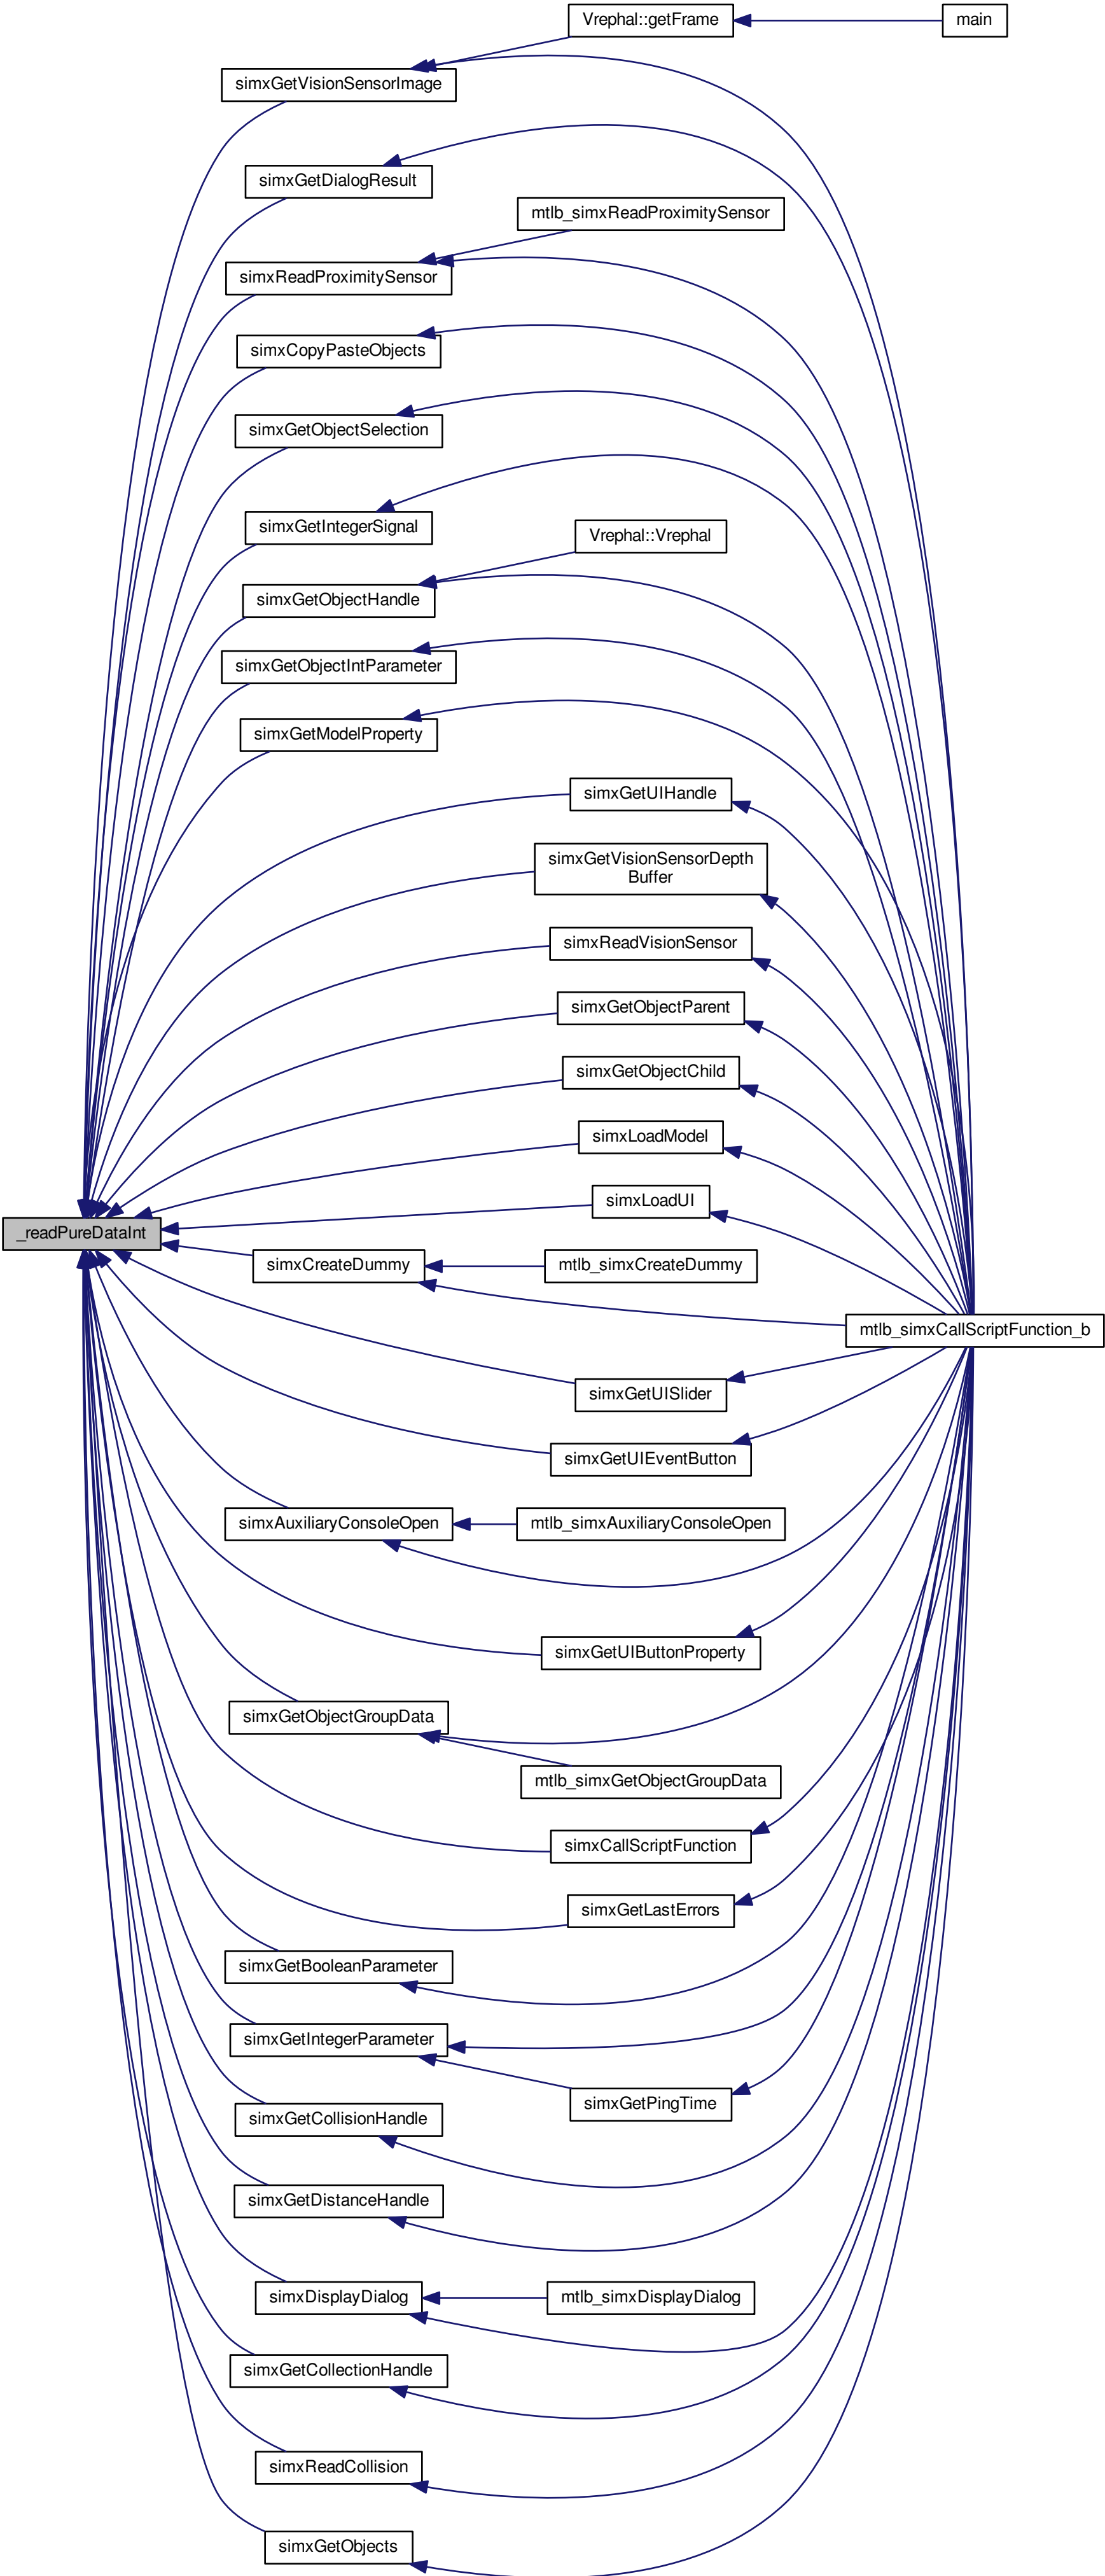 Vrephal::getFrame
main
simxGetVisionSensorImage
simxGetDialogResult
mtlb_simxReadProximitySensor
simxReadProximitySensor
simxCopyPasteObjects
simxGetObjectSelection
simxGetIntegerSignal
Vrephal::Vrephal
simxGetObjectHandle
simxGetObjectIntParameter
simxGetModelProperty
simxGetUIHandle
simxGetVisionSensorDepth
Buffer
simxReadVisionSensor
simxGetObjectParent
simxGetObjectChild
simxLoadModel
simxLoadUI
_readPureDataInt
simxCreateDummy
mtlb_simxCreateDummy
mtlb_simxCallScriptFunction_b
simxGetUISlider
simxGetUIEventButton
simxAuxiliaryConsoleOpen
mtlb_simxAuxiliaryConsoleOpen
simxGetUIButtonProperty
simxGetObjectGroupData
mtlb_simxGetObjectGroupData
simxCallScriptFunction
simxGetLastErrors
simxGetBooleanParameter
simxGetIntegerParameter
simxGetPingTime
simxGetCollisionHandle
simxGetDistanceHandle
simxDisplayDialog
mtlb_simxDisplayDialog
simxGetCollectionHandle
simxReadCollision
simxGetObjects